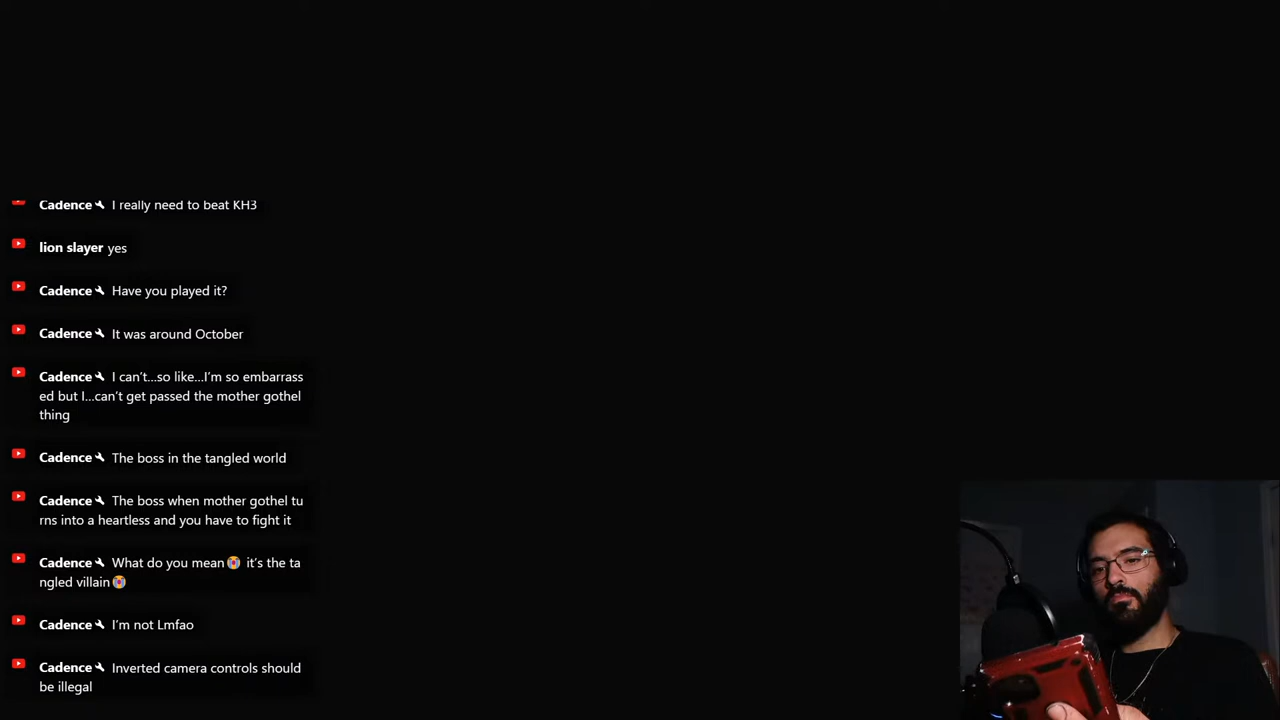 Cadence I really need to beat KH3
lion slayer yes
Cadence Have you played it?
Cadence It was around October
Cadence I can't...so like...I'm so embarrass
ed but I...can't get passed the mother gothel
thing
Cadence The boss in the tangled world
Cadence The boss when mother gothel tu
rns into a heartless and you have to fight it
Cadence What do you mean😭 it's the ta
ngled villain😭
Cadence I'm not Lmfao
Cadence Inverted camera controls should
be illegal